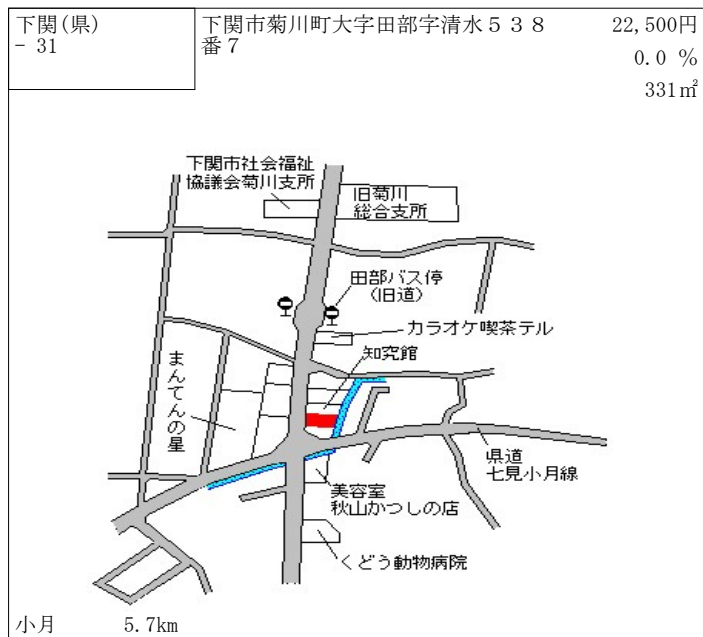 下関(県)
- 31
下関市菊川町大字田部字清水５３８
番７
22,500円
0.0 %
331㎡
下関市社会福祉
協議会菊川支所
旧菊川
総合支所
田部バス停
（旧道）
カラオケ喫茶テル
知究館
まんてんの星
県道
七見小月線
美容室
秋山かつしの店
くどう動物病院
小月 5.7km